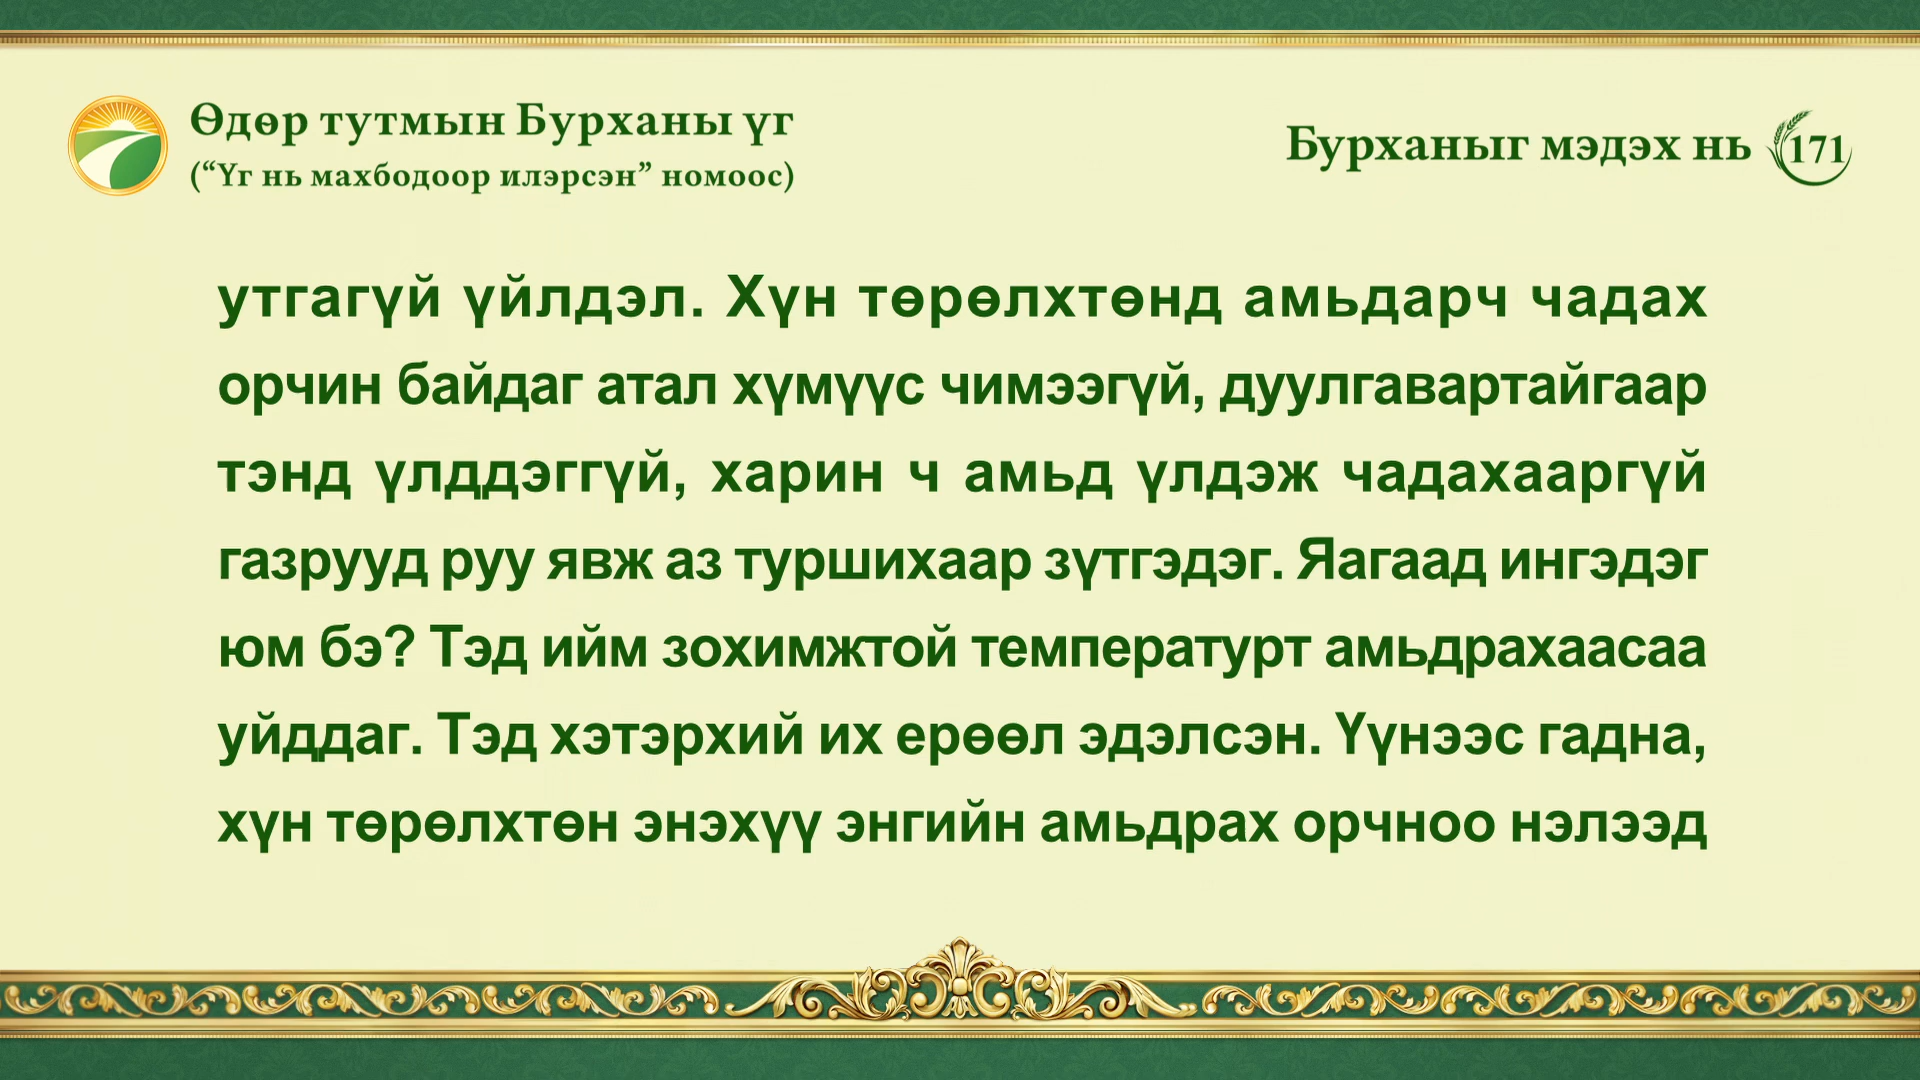 Өдөр тутмын Бурханы үг
(“Үг нь махбодоор илэрсэн” номоос)
Бурханыг мэдэх нь 171
утгагүй үйлдэл. Хүн төрөлхтөнд амьдарч чадах
орчин байдаг атал хүмүүс чимээгүй, дуулгавартайгаар
тэнд үлддэггүй, харин ч амьд үлдэж чадахааргүй
газрууд руу явж аз туршихаар зүтгэдэг. Яагаад ингэдэг
юм бэ? Тэд ийм зохимжтой температурт амьдрахаасаа
уйддаг. Тэд хэтэрхий их ерөөл эдэлсэн. Үүнээс гадна,
хүн төрөлхтөн энэхүү энгийн амьдрах орчноо нэлээд